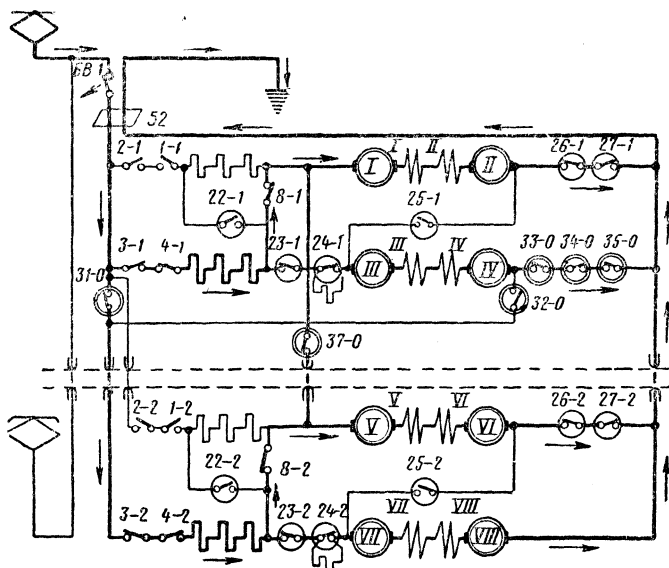 БВ1
52
2-1 1-1
I I II II
26-1 27-1
22-1 8-1 25-1
3-1 4-1 23-1 24-1
III III IV IV
33-0 34-0 35-0
31-0
32-0
37-0
2-2 1-2
V V VI VI
26-2 27-2
22-2 8-2 25-2
3-2 4-2 23-2 24-2
VII VII VIII VIII